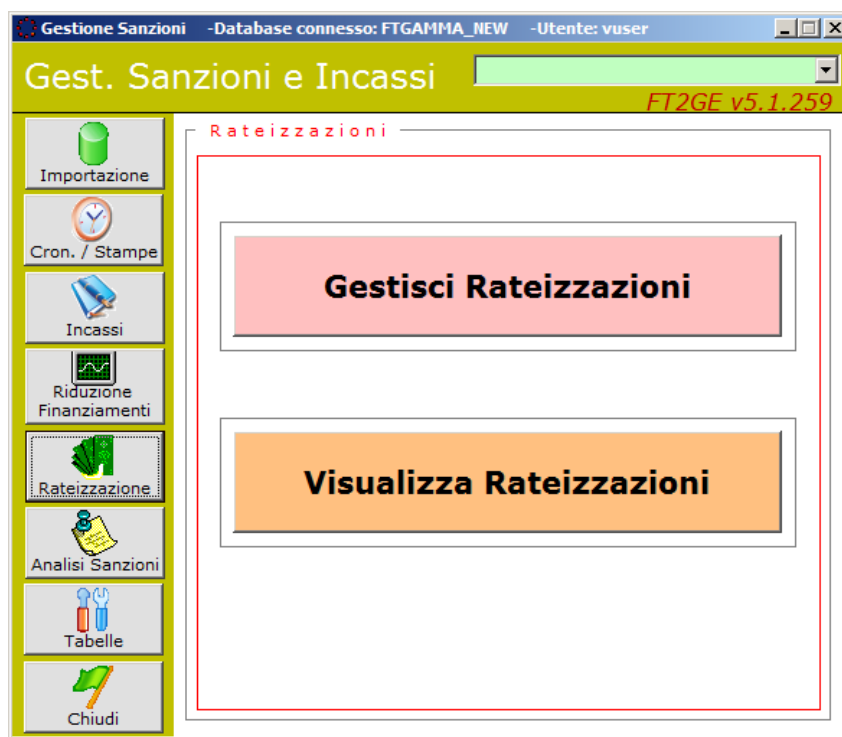 Gestione Sanzioni -Database connesso: FTGAMMA_NEW -Utente: vuser
Gest. Sanzioni e Incassi
FT2GE v5.1.259
Importazione
Cron. / Stampe
Incassi
Riduzione
Finanziamenti
Rateizzazione
Analisi Sanzioni
Tabelle
Chiudi
Rateizzazioni
Gestisci Rateizzazioni
Visualizza Rateizzazioni